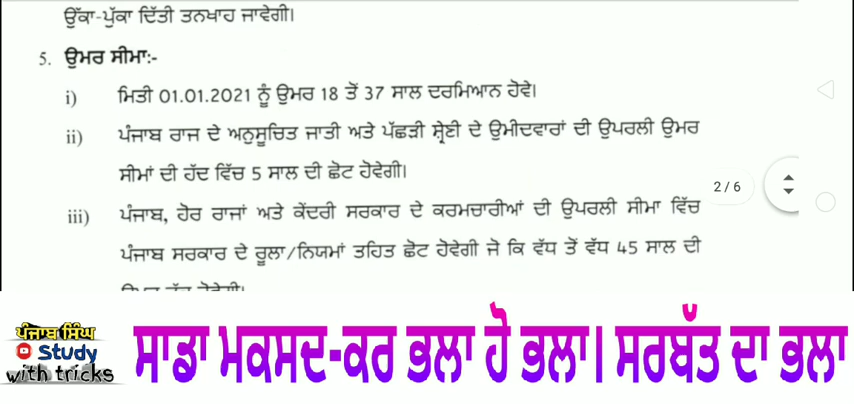 ਉੱਕਾ-ਪੁੱਕਾ ਦਿੱਤੀ ਤਨਖਾਹ ਜਾਵੇਗੀ।
5. ਉਮਰ ਸੀਮਾ:-
i) ਮਿਤੀ 01.01.2021 ਨੂੰ ਉਮਰ 18 ਤੋਂ 37 ਸਾਲ ਦਰਮਿਆਨ ਹੋਵੇ।
ii) ਪੰਜਾਬ ਰਾਜ ਦੇ ਅਨੁਸੂਚਿਤ ਜਾਤੀ ਅਤੇ ਪੱਛੜੀ ਸ਼੍ਰੇਣੀ ਦੇ ਉਮੀਦਵਾਰਾਂ ਦੀ ਉਪਰਲੀ ਉਮਰ
ਸੀਮਾਂ ਦੀ ਹੱਦ ਵਿੱਚ 5 ਸਾਲ ਦੀ ਛੋਟ ਹੋਵੇਗੀ।
2/6
iii) ਪੰਜਾਬ, ਹੋਰ ਰਾਜਾਂ ਅਤੇ ਕੇਂਦਰੀ ਸਰਕਾਰ ਦੇ ਕਰਮਚਾਰੀਆਂ ਦੀ ਉਪਰਲੀ ਸੀਮਾ ਵਿੱਚ
ਪੰਜਾਬ ਸਰਕਾਰ ਦੇ ਰੂਲਾ/ਨਿਯਮਾਂ ਤਹਿਤ ਛੋਟ ਹੋਵੇਗੀ ਜੋ ਕਿ ਵੱਧ ਤੋਂ ਵੱਧ 45 ਸਾਲ ਦੀ
ਪੰਜਾਬ ਸਿੰਘ
Study
with tricks
ਸਾਡਾ ਮਕਸਦ-ਕਰ ਭਲਾ ਹੋ ਭਲਾ। ਸਰਬੱਤ ਦਾ ਭਲਾ